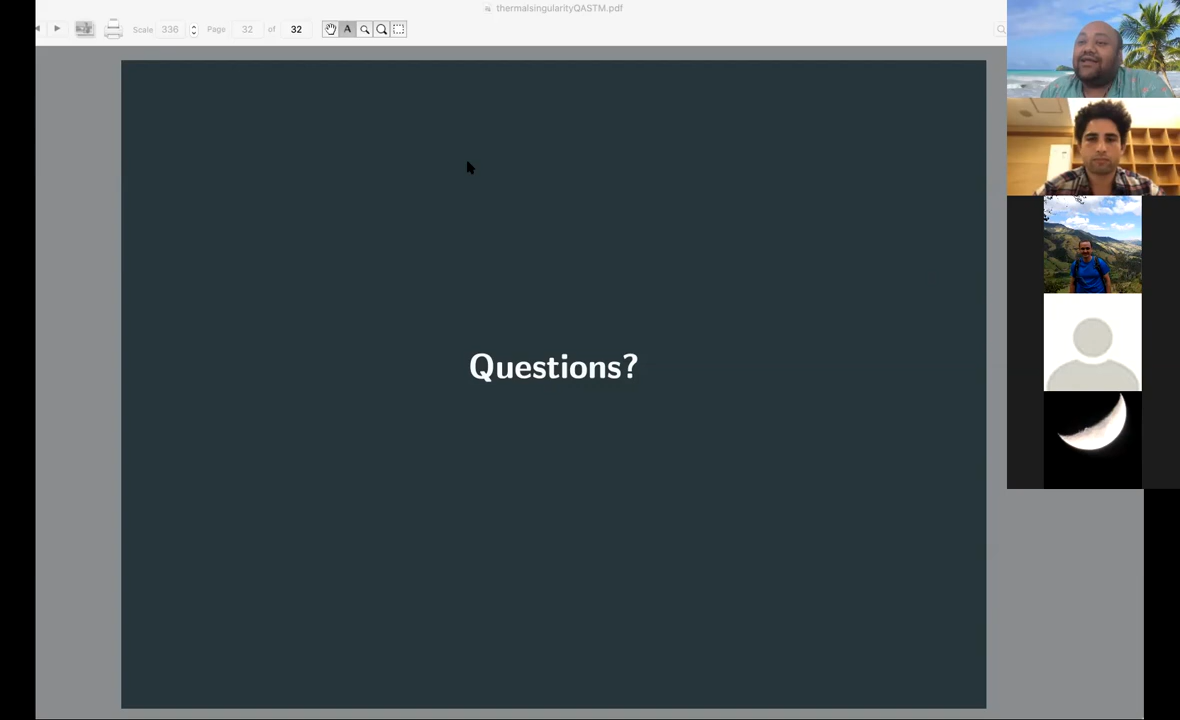 thermalsingularityQASTM.pdf
Scale 336 Page 32 of 32 A
Questions?